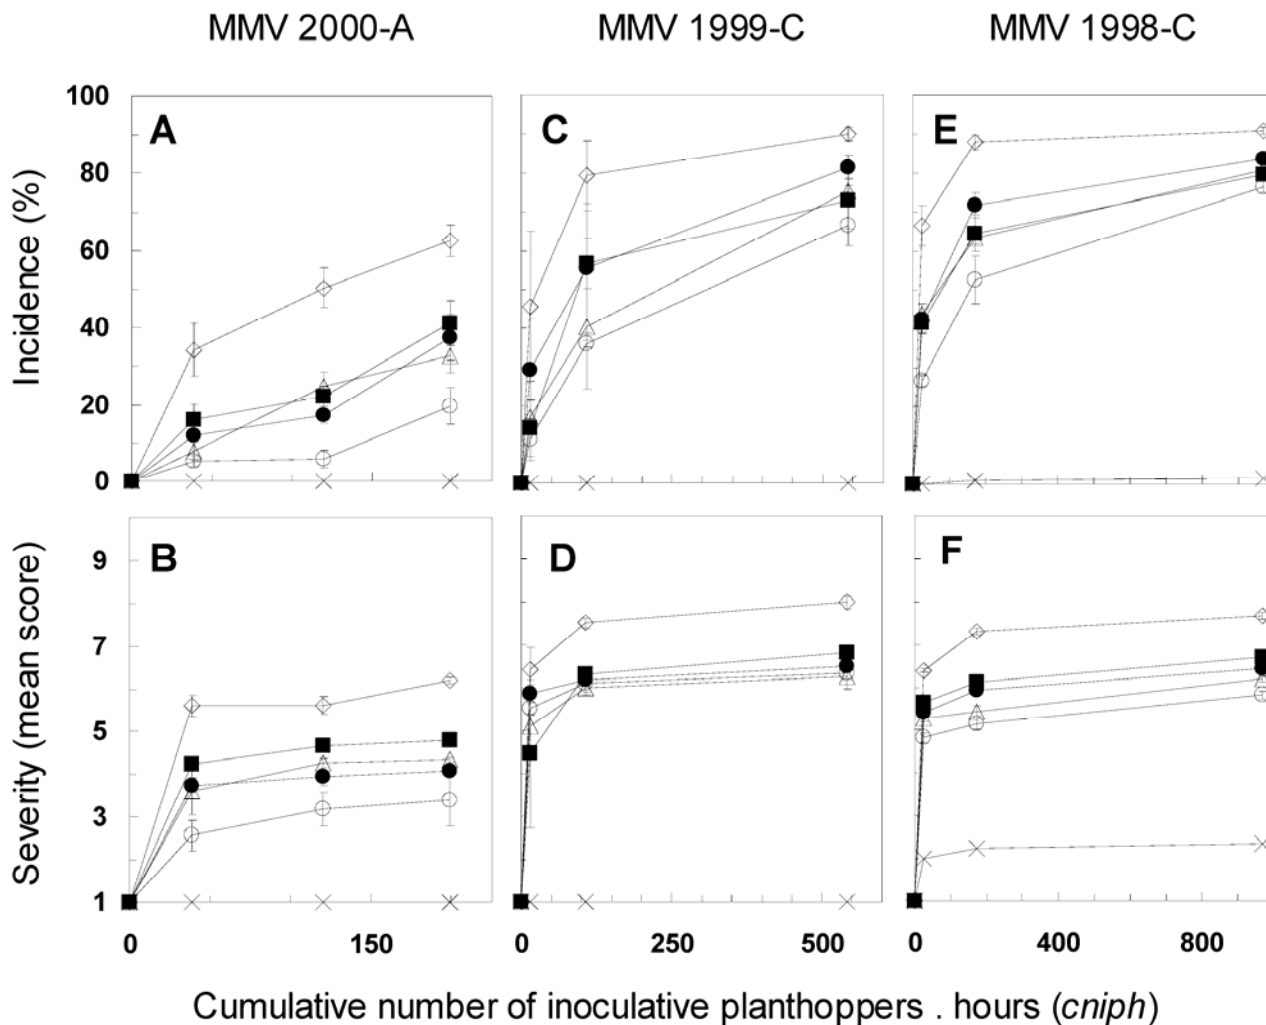 MMV 2000-A MMV 1999-C MMV 1998-C
Incidence (%)
100
80
60
40
20
0
A
C
E
Severity (mean score)
9
7
5
3
1
B
D
F
0 150 0 250 500 0 400 800
Cumulative number of inoculative planthoppers . hours (cniph)